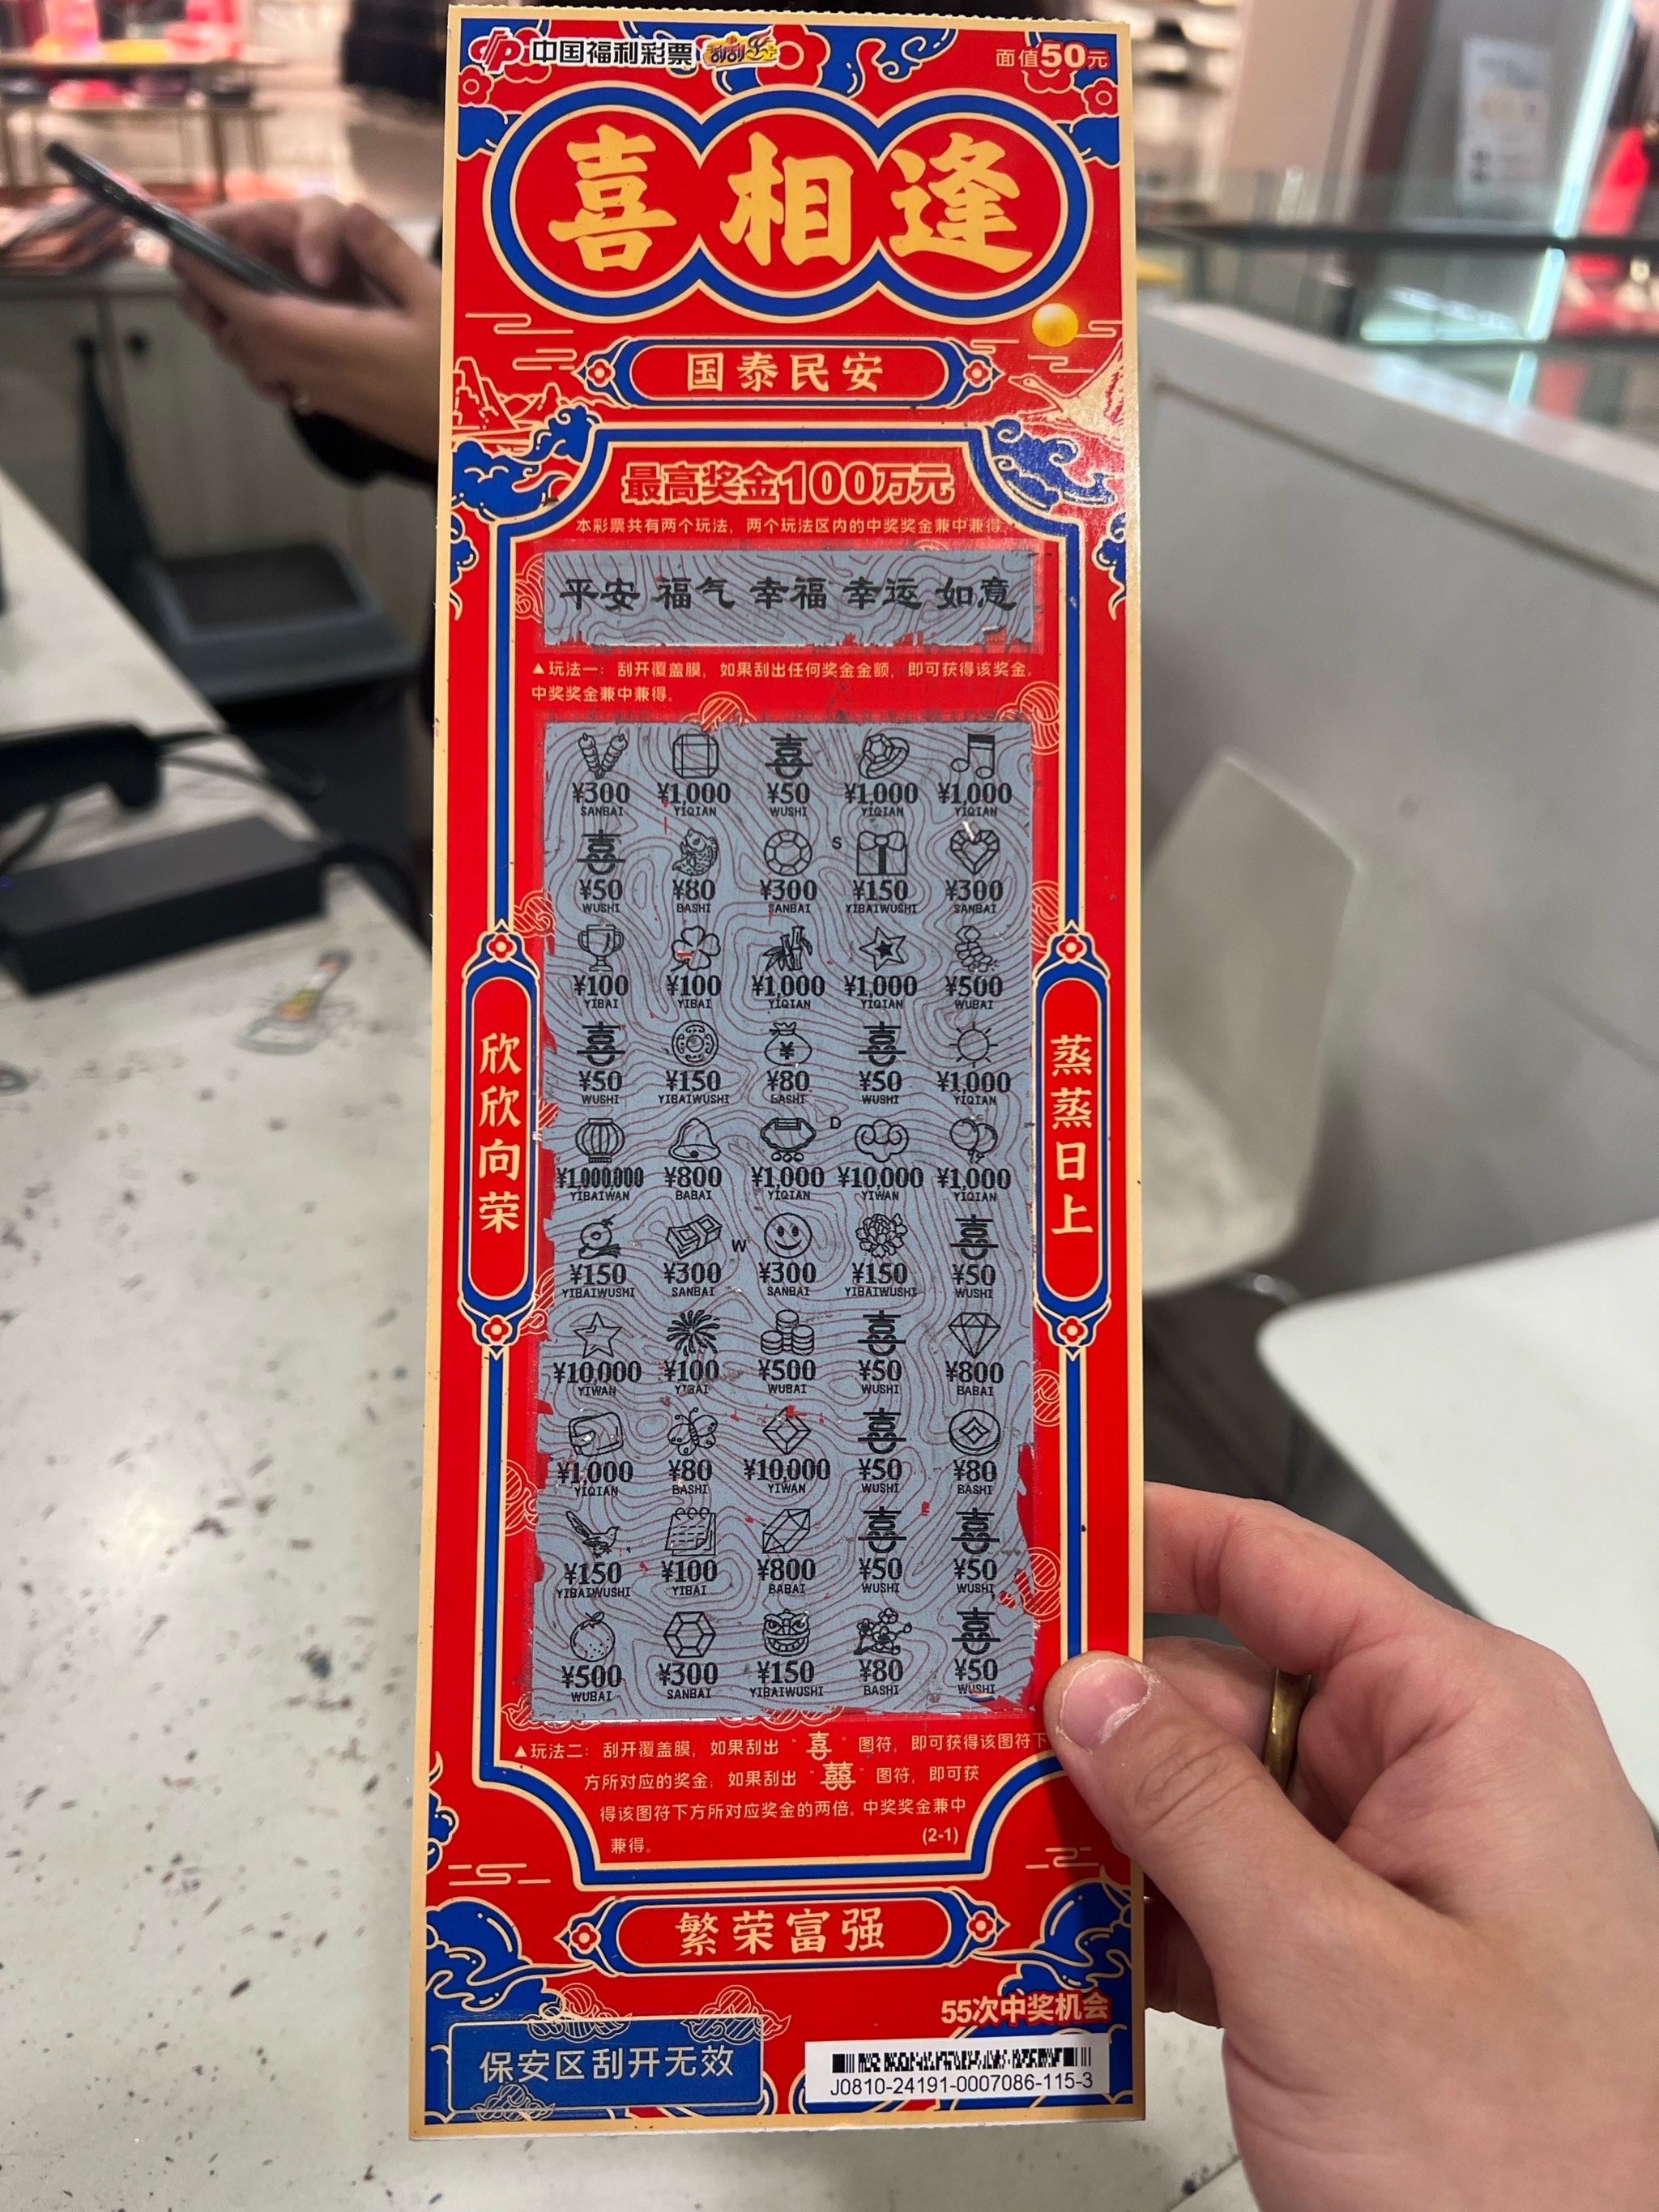 中国福利彩票 刮刮乐
面值50元
喜相逢
国泰民安
最高奖金100万元
本彩票共有两个玩法，两个玩法区内的中奖奖金兼中兼得。
平安 福气 幸福 幸运 如意
▲玩法一：刮开覆盖膜，如果刮出任何奖金金额，即可获得该奖金。
中奖奖金兼中兼得。
喜
¥300 ¥1,000 ¥50 ¥1,000 ¥1,000
SANBAI YIQIAN WUSHI YIQIAN YIQIAN
喜 S
¥50 ¥80 ¥300 ¥150 ¥300
WUSHI BASHI SANBAI YIBAIWUSHI SANBAI
¥100 ¥100 ¥1,000 ¥1,000 ¥500
YIBAI YIBAI YIQIAN YIQIAN WUBAI
喜 ¥ 喜
¥50 ¥150 ¥80 ¥50 ¥1,000
WUSHI YIBAIWUSHI BASHI WUSHI YIQIAN
D
¥1,000,000 ¥800 ¥1,000 ¥10,000 ¥1,000
YIBAIWAN BABAI YIQIAN YIWAN YIQIAN
W 喜
¥150 ¥300 ¥300 ¥150 ¥50
YIBAIWUSHI SANBAI SANBAI YIBAIWUSHI WUSHI
喜
¥10,000 ¥100 ¥500 ¥50 ¥800
YIWAN YIBAI WUBAI WUSHI BABAI
喜
¥1,000 ¥80 ¥10,000 ¥50 ¥80
YIQIAN BASHI YIWAN WUSHI BASHI
喜 喜
¥150 ¥100 ¥800 ¥50 ¥50
YIBAIWUSHI YIBAI BABAI WUSHI WUSHI
喜
¥500 ¥300 ¥150 ¥80 ¥50
WUBAI SANBAI YIBAIWUSHI BASHI WUSHI
欣欣向荣
蒸蒸日上
▲玩法二：刮开覆盖膜，如果刮出“喜”图符，即可获得该图符下
方所对应的奖金；如果刮出“囍”图符，即可获
得该图符下方所对应奖金的两倍。中奖奖金兼中
兼得。
(2-1)
繁荣富强
55次中奖机会
保安区刮开无效
J0810-24191-0007086-115-3